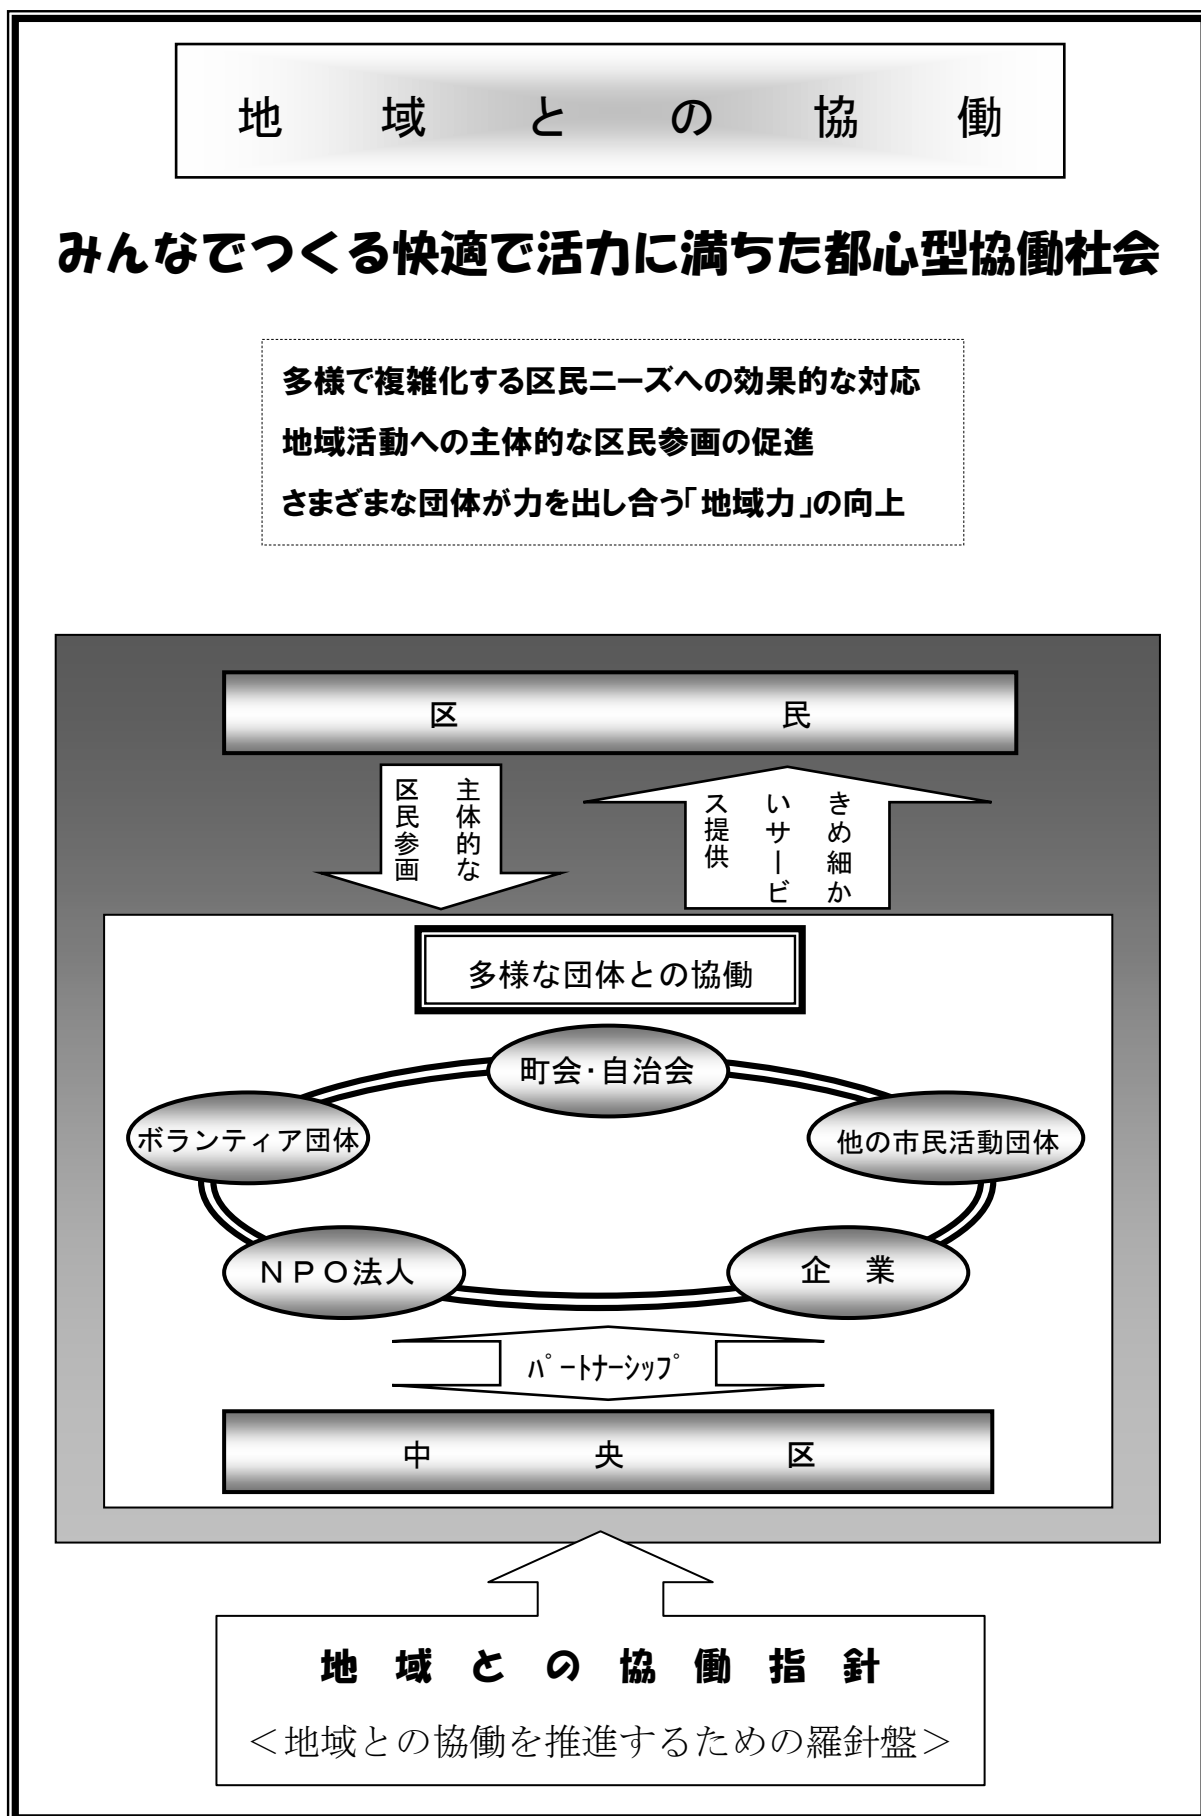 地域との協働
みんなでつくる快適で活力に満ちた都心型協働社会
多様で複雑化する区民ニーズへの効果的な対応
地域活動への主体的な区民参画の促進
さまざまな団体が力を出し合う「地域力」の向上
区民
主体的な
区民参画
きめ細か
いサービ
ス提供
多様な団体との協働
町会・自治会
ボランティア団体
他の市民活動団体
ＮＰＯ法人
企業
ﾊﾟｰﾄﾅｰｼｯﾌﾟ
中央区
地域との協働指針
＜地域との協働を推進するための羅針盤＞